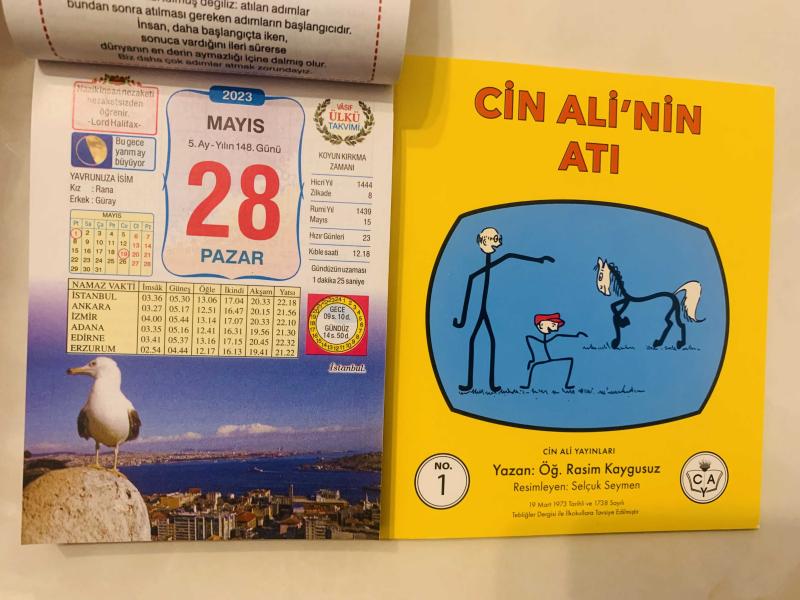 bundan sonra atılması gereken adımların başlangıcıdır.
İnsan, daha başlangıçta iken,
sonuca vardığını ileri sürerse
dünyanın en derin aymazlığı içine dalmış olur.
Biz daha çok adımlar atmak zorundayız.
Nazik insan nezaketi
nezaketsizden
öğrenir.
-Lord Halifax-
Bu gece
yarım ay
büyüyor
YAVRUNUZA İSİM
Kız : Rana
Erkek : Güray
MAYIS
Pt Sa Ça Pe Cu Ct Pz
1 2 3 4 5 6 7
8 9 10 11 12 13 14
15 16 17 18 19 20 21
22 23 24 25 26 27 28
29 30 31
2023
MAYIS
5. Ay - Yılın 148. Günü
28
PAZAR
VASIF
ÜLKÜ
TAKVİMİ
KOYUN KIRKMA
ZAMANI
Hicri Yıl 1444
Zilkade 8
Rumi Yıl 1439
Mayıs 15
Hızır Günleri 23
Kıble saati 12.18
Gündüzün uzaması
1 dakika 25 saniye
NAMAZ VAKTİ İmsâk Güneş Öğle İkindi Akşam Yatsı
İSTANBUL 03.36 05.30 13.06 17.04 20.33 22.18
ANKARA 03.27 05.17 12.51 16.47 20.15 21.56
İZMİR 04.00 05.44 13.14 17.07 20.33 22.10
ADANA 03.35 05.16 12.41 16.31 19.56 21.30
EDİRNE 03.41 05.37 13.16 17.15 20.45 22.32
ERZURUM 02.54 04.44 12.17 16.13 19.41 21.22
GECE
09 s. 10 d.
GÜNDÜZ
14 s. 50 d.
İstanbul.
CİN ALİ'NİN
ATI
CİN ALİ YAYINLARI
NO.
1
Yazan: Öğ. Rasim Kaygusuz
Resimleyen: Selçuk Seymen
19 Mart 1973 Tarihli ve 1738 Sayılı
Tebliğler Dergisi ile İlkokullara Tavsiye Edilmiştir
C A
Y